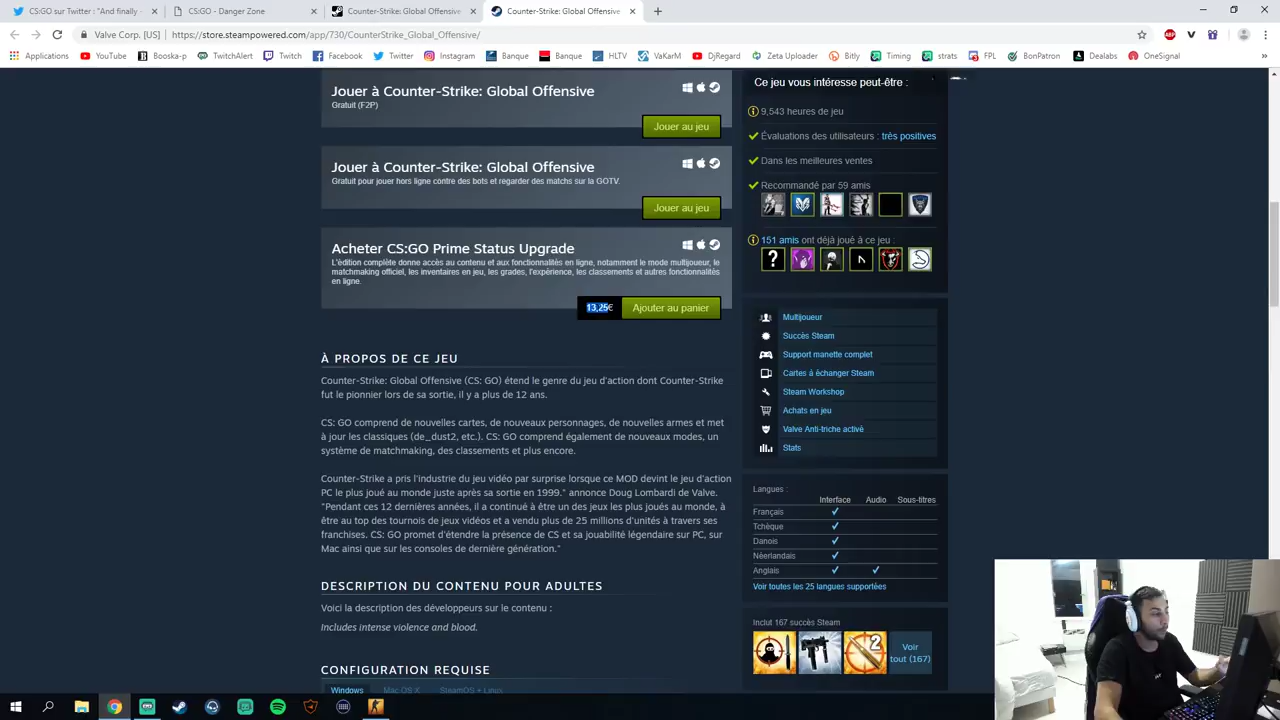 CS:GO sur Twitter : "And finally
CS:GO - Danger Zone
Counter-Strike: Global Offensive
Counter-Strike: Global Offensive
Valve Corp. [US] | https://store.steampowered.com/app/730/CounterStrike_Global_Offensive/
Applications YouTube Booska-p TwitchAlert Twitch Facebook Twitter Instagram Banque Banque HLTV VaKarM DjRegard Zeta Uploader Bitly Timing strats FPL BonPatron Dealabs OneSignal
Jouer à Counter-Strike: Global Offensive
Gratuit (F2P)
Jouer au jeu
Jouer à Counter-Strike: Global Offensive
Gratuit pour jouer hors ligne contre des bots et regarder des matchs sur la GOTV.
Jouer au jeu
Acheter CS:GO Prime Status Upgrade
L'édition complète donne accès au contenu et aux fonctionnalités en ligne, notamment le mode multijoueur, le
matchmaking officiel, les inventaires en jeu, les grades, l'expérience, les classements et autres fonctionnalités
en ligne.
13,25€ Ajouter au panier
À PROPOS DE CE JEU
Counter-Strike: Global Offensive (CS: GO) étend le genre du jeu d'action dont Counter-Strike
fut le pionnier lors de sa sortie, il y a plus de 12 ans.
CS: GO comprend de nouvelles cartes, de nouveaux personnages, de nouvelles armes et met
à jour les classiques (de_dust2, etc.). CS: GO comprend également de nouveaux modes, un
système de matchmaking, des classements et plus encore.
Counter-Strike a pris l'industrie du jeu vidéo par surprise lorsque ce MOD devint le jeu d'action
PC le plus joué au monde juste après sa sortie en 1999." annonce Doug Lombardi de Valve.
"Pendant ces 12 dernières années, il a continué à être un des jeux les plus joués au monde, à
être au top des tournois de jeux vidéos et a vendu plus de 25 millions d'unités à travers ses
franchises. CS: GO promet d'étendre la présence de CS et sa jouabilité légendaire sur PC, sur
Mac ainsi que sur les consoles de dernière génération."
DESCRIPTION DU CONTENU POUR ADULTES
Voici la description des développeurs sur le contenu :
Includes intense violence and blood.
CONFIGURATION REQUISE
Windows Mac OS X SteamOS + Linux
Ce jeu vous intéresse peut-être :
9,543 heures de jeu
Évaluations des utilisateurs : très positives
Dans les meilleures ventes
Recommandé par 59 amis
151 amis ont déjà joué à ce jeu :
Multijoueur
Succès Steam
Support manette complet
Cartes à échanger Steam
Steam Workshop
Achats en jeu
Valve Anti-triche activé
Stats
Langues :
Interface Audio Sous-titres
Français
Tchèque
Danois
Néerlandais
Anglais
Voir toutes les 25 langues supportées
Inclut 167 succès Steam
2
Voir
tout (167)